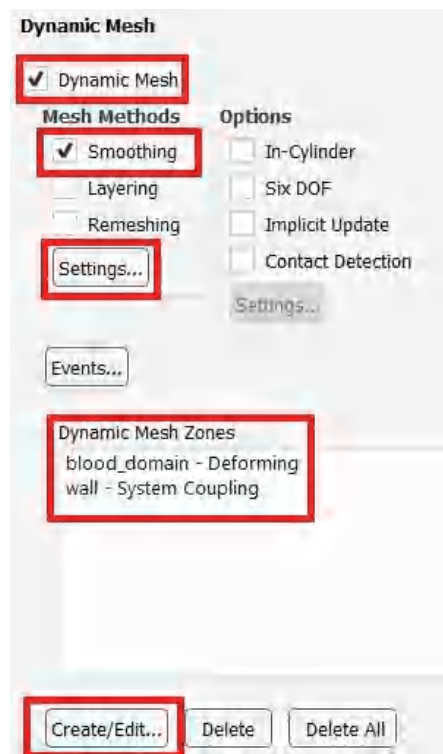 Dynamic Mesh
Dynamic Mesh
Mesh Methods Options
Smoothing In-Cylinder
Layering Six DOF
Remeshing Implicit Update
Settings... Contact Detection
Settings...
Events...
Dynamic Mesh Zones
blood_domain - Deforming
wall - System Coupling
Create/Edit... Delete Delete All